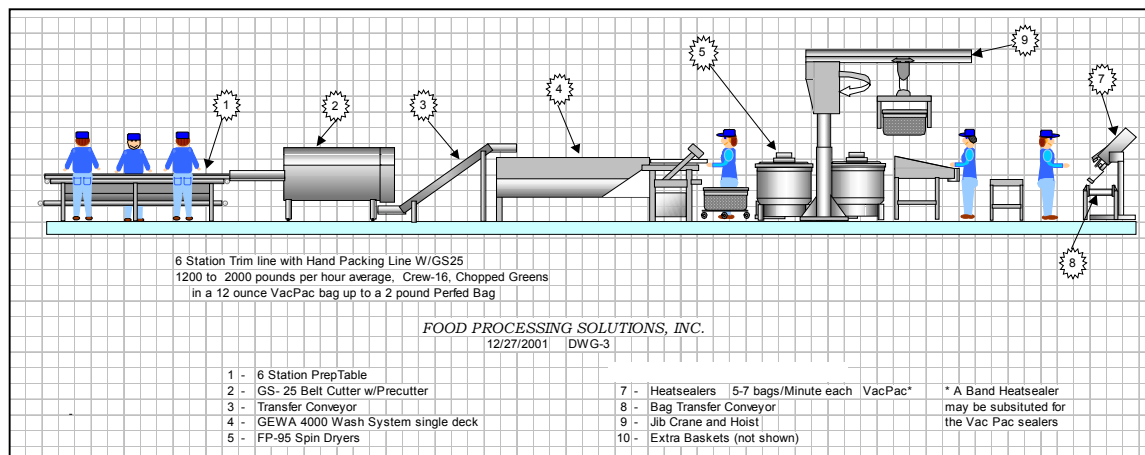 9
5
7
4
1
2
3
8
6 Station Trim line with Hand Packing Line W/GS25
1200 to 2000 pounds per hour average, Crew-16, Chopped Greens
in a 12 ounce VacPac bag up to a 2 pound Perfed Bag
FOOD PROCESSING SOLUTIONS, INC.
12/27/2001 DWG-3
1 - 6 Station PrepTable
2 - GS- 25 Belt Cutter w/Precutter
3 - Transfer Conveyor
4 - GEWA 4000 Wash System single deck
5 - FP-95 Spin Dryers
7 - Heatsealers 5-7 bags/Minute each VacPac*
8 - Bag Transfer Conveyor
9 - Jib Crane and Hoist
10 - Extra Baskets (not shown)
* A Band Heatsealer
may be subsituted for
the Vac Pac sealers